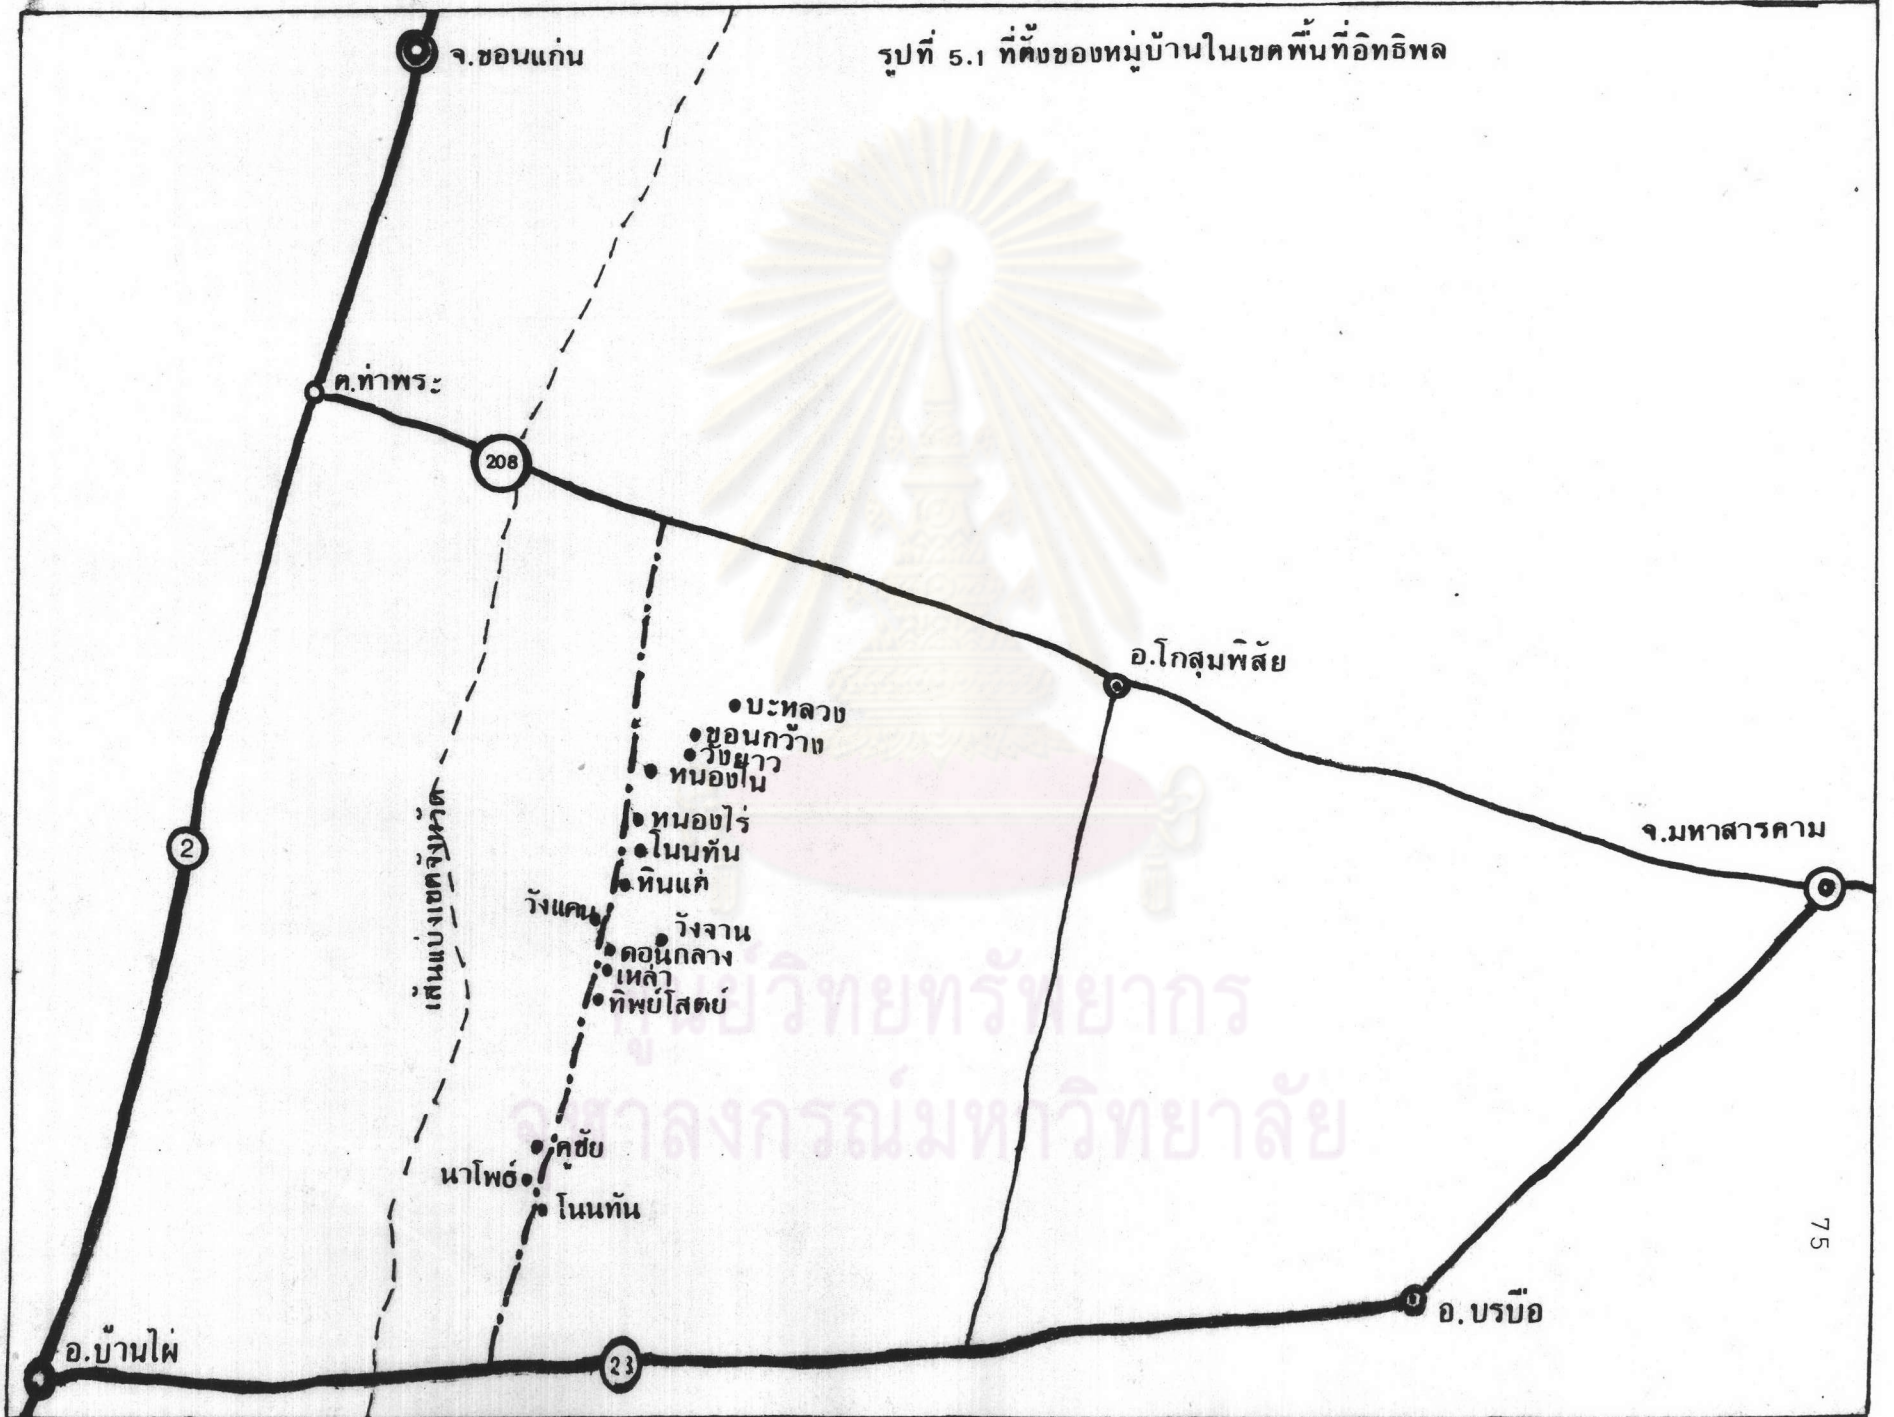 รูปที่ 5.1 ที่ตั้งของหมู่บ้านในเขตพื้นที่อิทธิพล
จ.ขอนแก่น
ต.ท่าพระ
208
อ.โกสุมพิสัย
บะหลวง
ขอนกว้าง
วังยาว
หนองโน
หนองไร่
โนนทัน
หินแห่
วังแคน
วังจาน
ดอนกลาง
เหล่า
ทิพย์โสตย์
เส้นแบ่งเขตจังหวัด
2
จ.มหาสารคาม
ศูนย์วิทยทรัพยากร
จุฬาลงกรณ์มหาวิทยาลัย
คูชัย
นาโพธ์
โนนทัน
75
อ.บรบือ
อ.บ้านไผ่
23